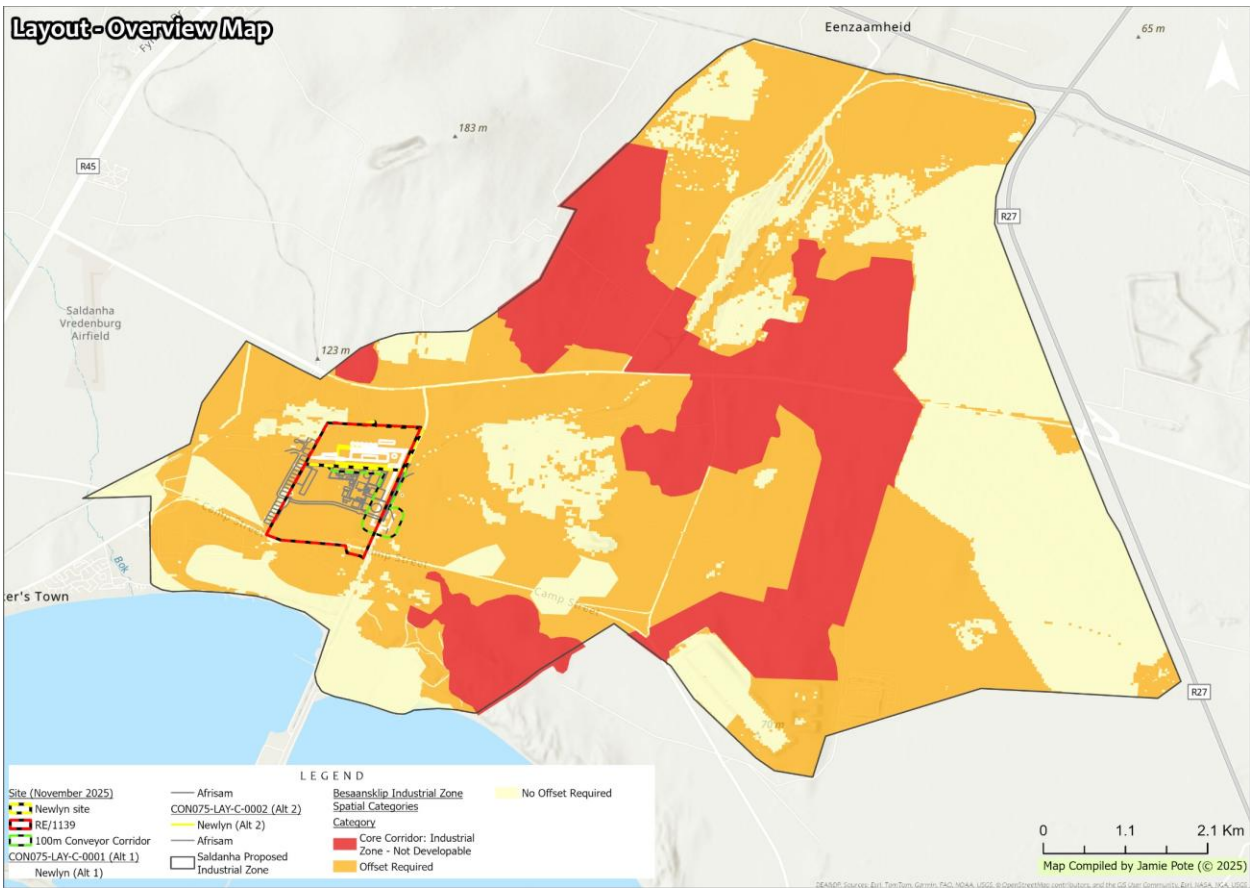 Layout - Overview Map
Eenzaamheid
65 m
183 m
R45
R27
Saldanha
Vredenburg
Airfield
123 m
Camp Street
Bok
Camp Street
ter's Town
R27
70 m
LEGEND
Site (November 2025)
Newlyn site
RE/1139
100m Conveyor Corridor
CON075-LAY-C-0001 (Alt 1)
Newlyn (Alt 1)
Afrisam
CON075-LAY-C-0002 (Alt 2)
Newlyn (Alt 2)
Afrisam
Saldanha Proposed
Industrial Zone
Besaansklip Industrial Zone
Spatial Categories
Category
Core Corridor: Industrial
Zone - Not Developable
Offset Required
No Offset Required
0 1.1 2.1 Km
Map Compiled by Jamie Pote (© 2025)